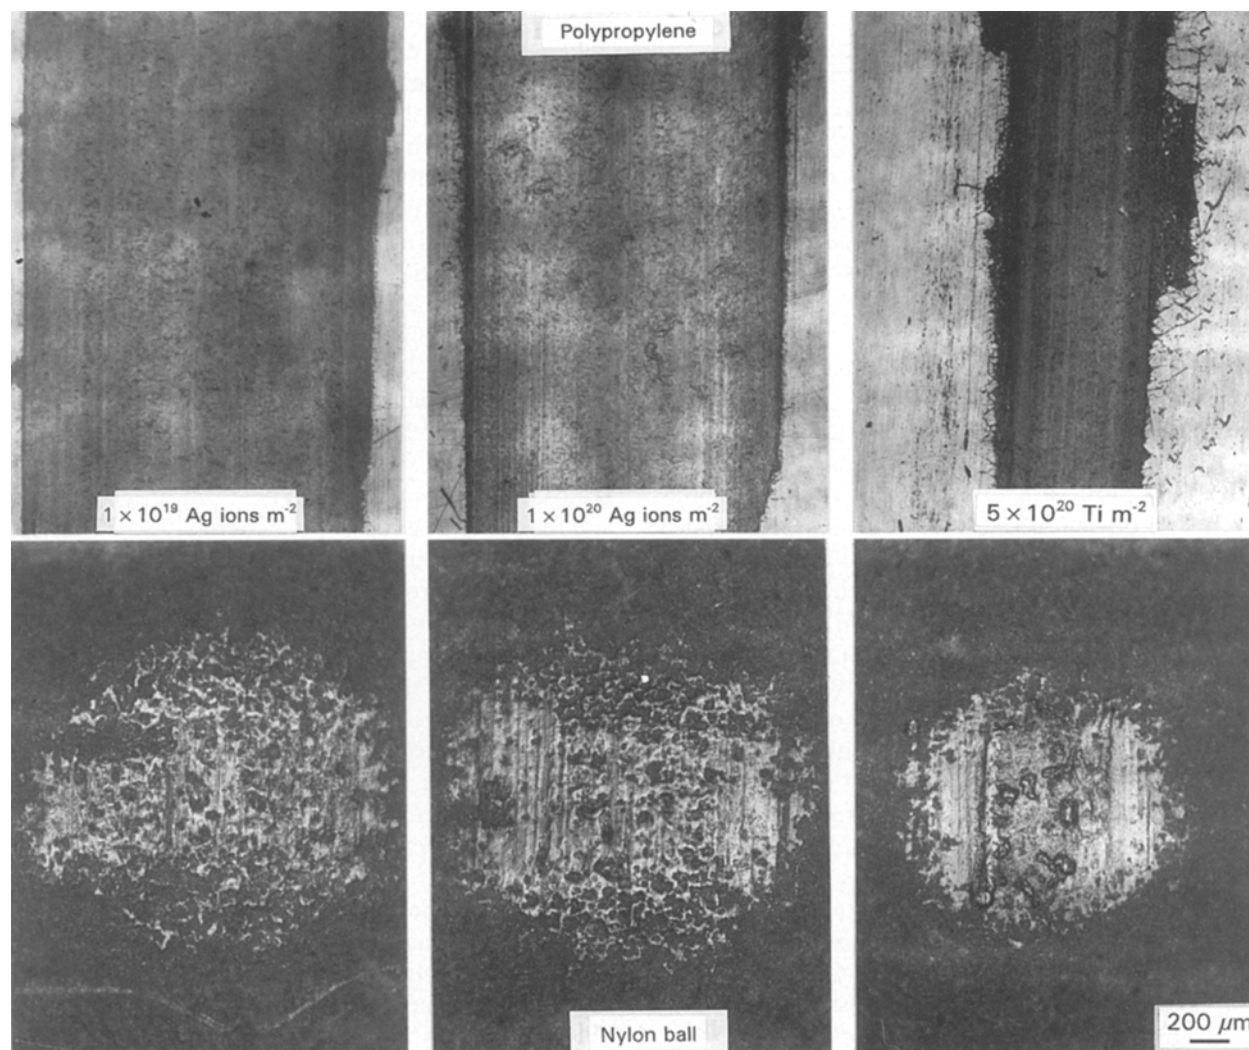 Polypropylene
1 × 10¹⁹ Ag ions m⁻²
1 × 10²⁰ Ag ions m⁻²
5 × 10²⁰ Ti m⁻²
Nylon ball
200 μm